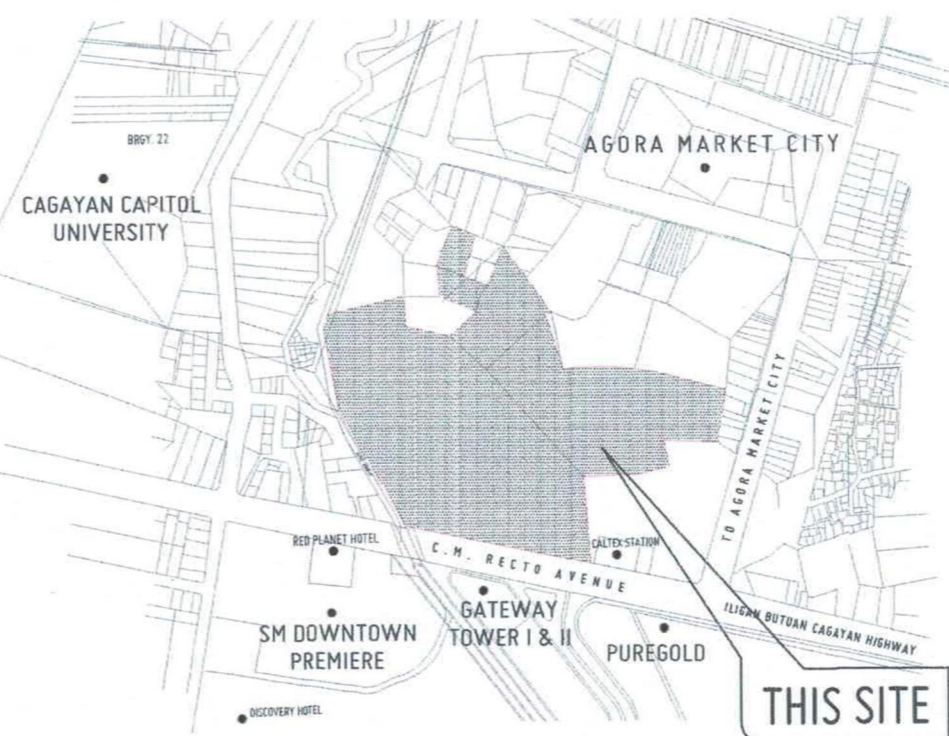 BRGY. 22
AGORA MARKET CITY
CAGAYAN CAPITOL
UNIVERSITY
TO AGORA MARKET CITY
RED PLANET HOTEL
C.M. RECTO AVENUE
CALTEX STATION
GATEWAY
TOWER I & II
ILIGAN BUTUAN CAGAYAN HIGHWAY
SM DOWNTOWN
PREMIERE
PUREGOLD
DISCOVERY HOTEL
THIS SITE